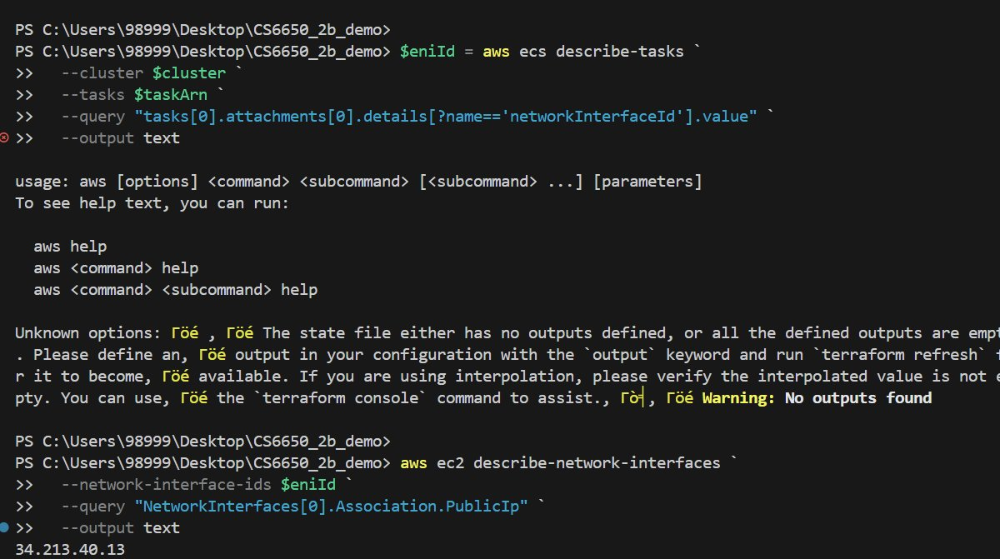 PS C:\Users\98999\Desktop\CS6650_2b_demo>
PS C:\Users\98999\Desktop\CS6650_2b_demo> $eniId = aws ecs describe-tasks `
>>   --cluster $cluster `
>>   --tasks $taskArn `
>>   --query "tasks[0].attachments[0].details[?name=='networkInterfaceId'].value" `
>>   --output text
usage: aws [options] <command> <subcommand> [<subcommand> ...] [parameters]
To see help text, you can run:
  aws help
  aws <command> help
  aws <command> <subcommand> help
Unknown options: Γöé , Γöé The state file either has no outputs defined, or all the defined outputs are empt
. Please define an, Γöé output in your configuration with the `output` keyword and run `terraform refresh` f
r it to become, Γöé available. If you are using interpolation, please verify the interpolated value is not e
pty. You can use, Γöé the `terraform console` command to assist., Γò╡, Γöé Warning: No outputs found
PS C:\Users\98999\Desktop\CS6650_2b_demo>
PS C:\Users\98999\Desktop\CS6650_2b_demo> aws ec2 describe-network-interfaces `
>>   --network-interface-ids $eniId `
>>   --query "NetworkInterfaces[0].Association.PublicIp" `
>>   --output text
34.213.40.13